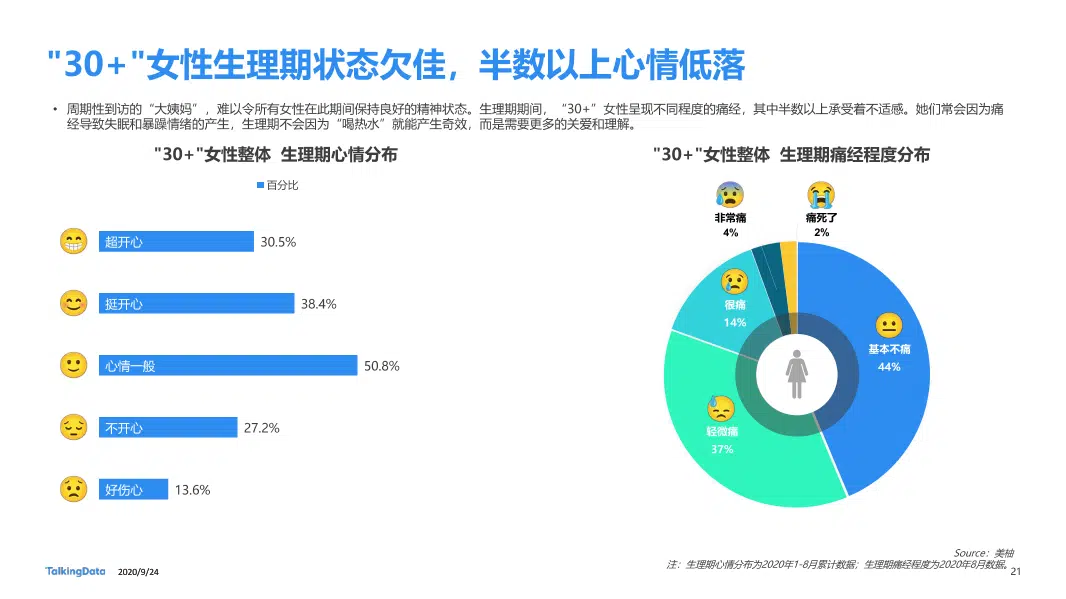 "30+"女性生理期状态欠佳，半数以上心情低落
• 周期性到访的“大姨妈”，难以令所有女性在此期间保持良好的精神状态。生理期期间，“30+”女性呈现不同程度的痛经，其中半数以上承受着不适感。她们常会因为痛
经导致失眠和暴躁情绪的产生，生理期不会因为“喝热水”就能产生奇效，而是需要更多的关爱和理解。
"30+"女性整体 生理期心情分布
百分比
超开心 30.5%
挺开心 38.4%
心情一般 50.8%
不开心 27.2%
好伤心 13.6%
"30+"女性整体 生理期痛经程度分布
非常痛
4%
痛死了
2%
很痛
14%
基本不痛
44%
轻微痛
37%
Source：美柚
注：生理期心情分布为2020年1-8月累计数据；生理期痛经程度为2020年8月数据。
TalkingData 2020/9/24
21